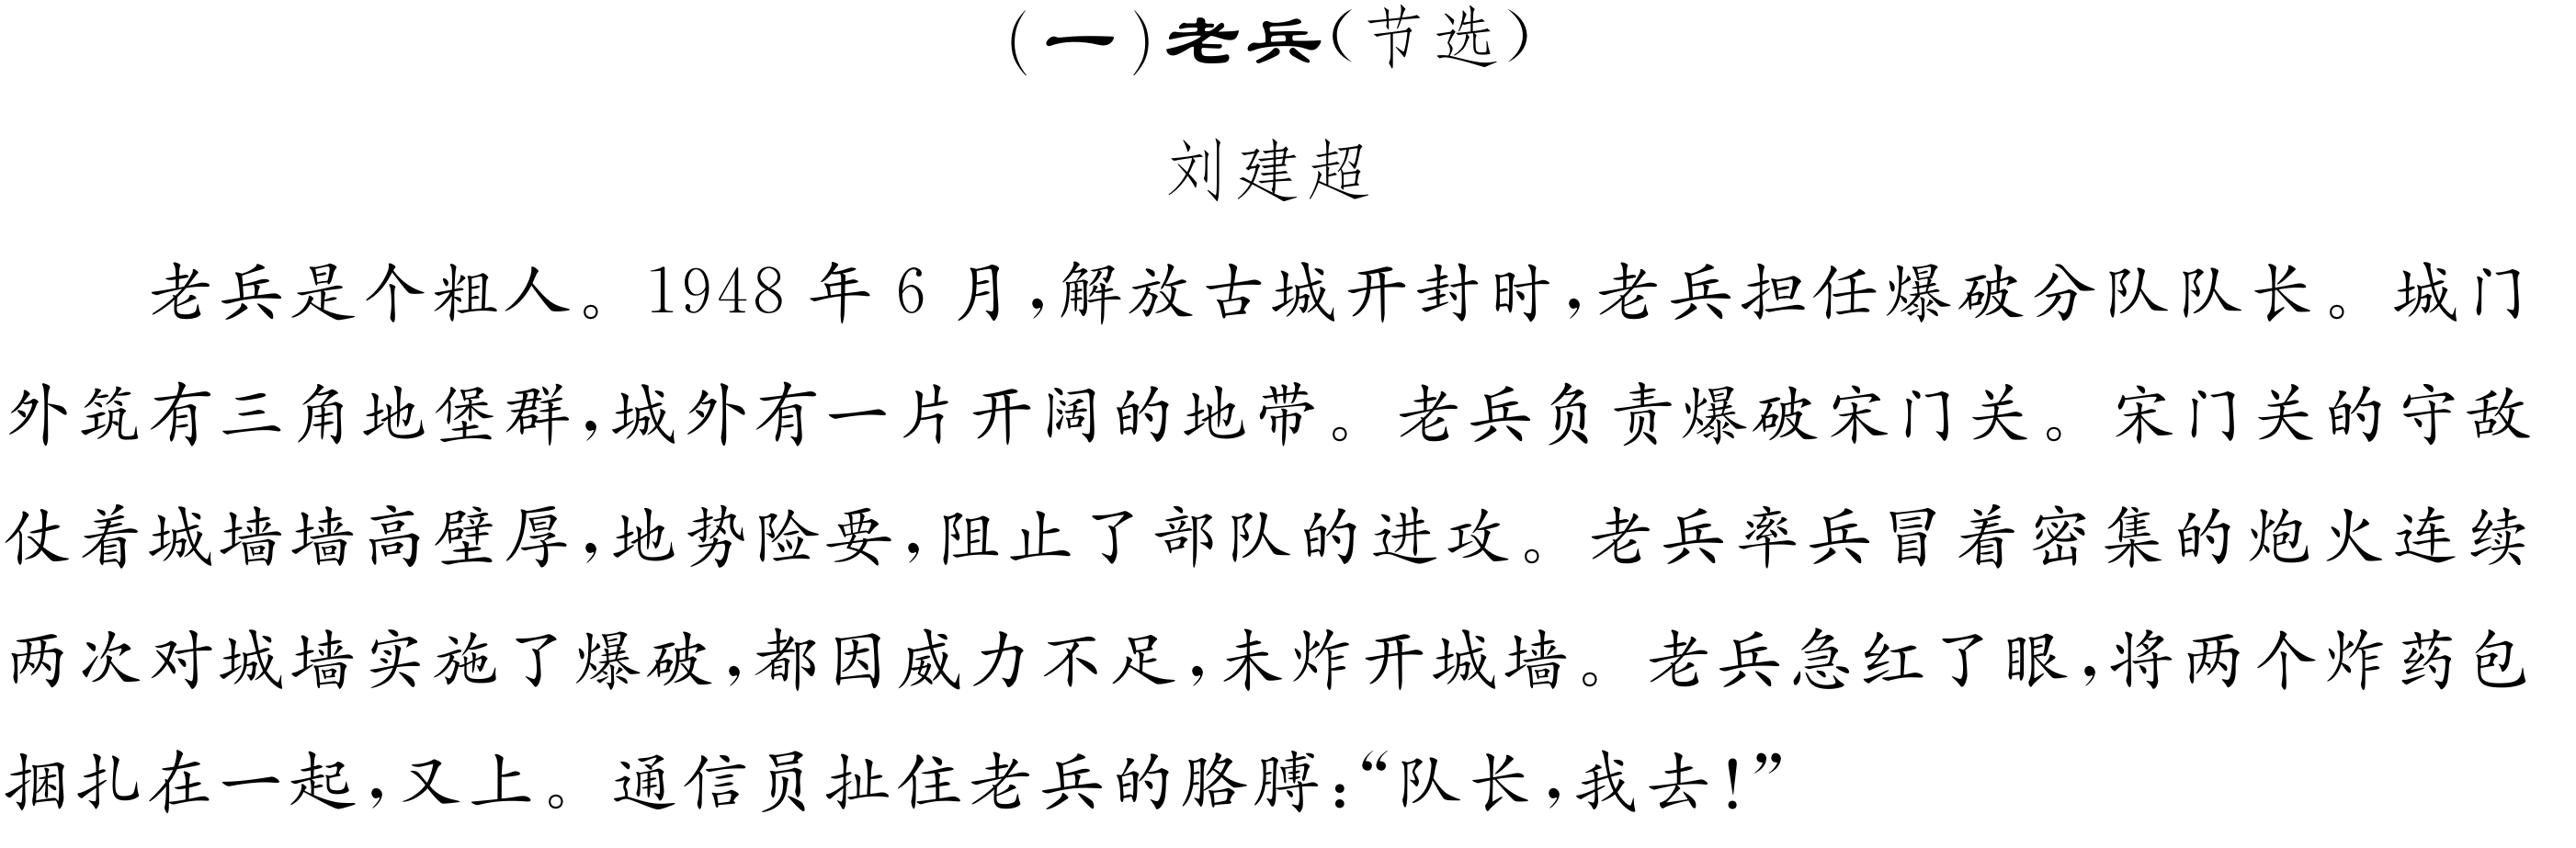 (一)老兵(节选)
刘建超
老兵是个粗人。1948 年 6 月,解放古城开封时,老兵担任爆破分队队长。城门
外筑有三角地堡群,城外有一片开阔的地带。老兵负责爆破宋门关。宋门关的守敌
仗着城墙墙高壁厚,地势险要,阻止了部队的进攻。老兵率兵冒着密集的炮火连续
两次对城墙实施了爆破,都因威力不足,未炸开城墙。老兵急红了眼,将两个炸药包
捆扎在一起,又上。通信员扯住老兵的胳膊:“队长,我去!”